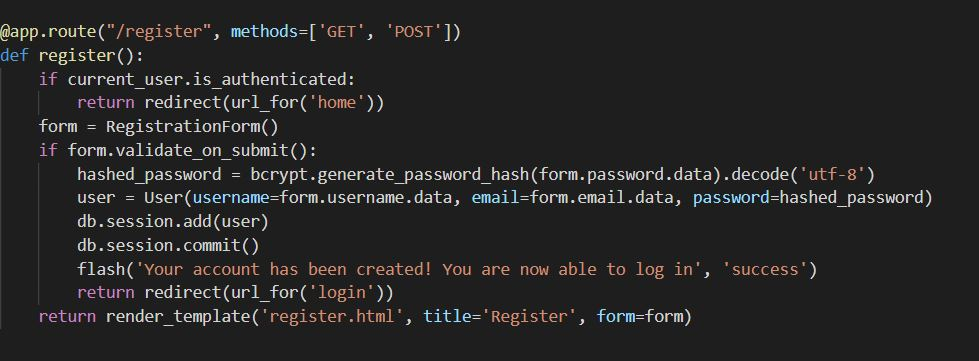 @app.route("/register", methods=['GET', 'POST'])
def register():
    if current_user.is_authenticated:
        return redirect(url_for('home'))
    form = RegistrationForm()
    if form.validate_on_submit():
        hashed_password = bcrypt.generate_password_hash(form.password.data).decode('utf-8')
        user = User(username=form.username.data, email=form.email.data, password=hashed_password)
        db.session.add(user)
        db.session.commit()
        flash('Your account has been created! You are now able to log in', 'success')
        return redirect(url_for('login'))
    return render_template('register.html', title='Register', form=form)